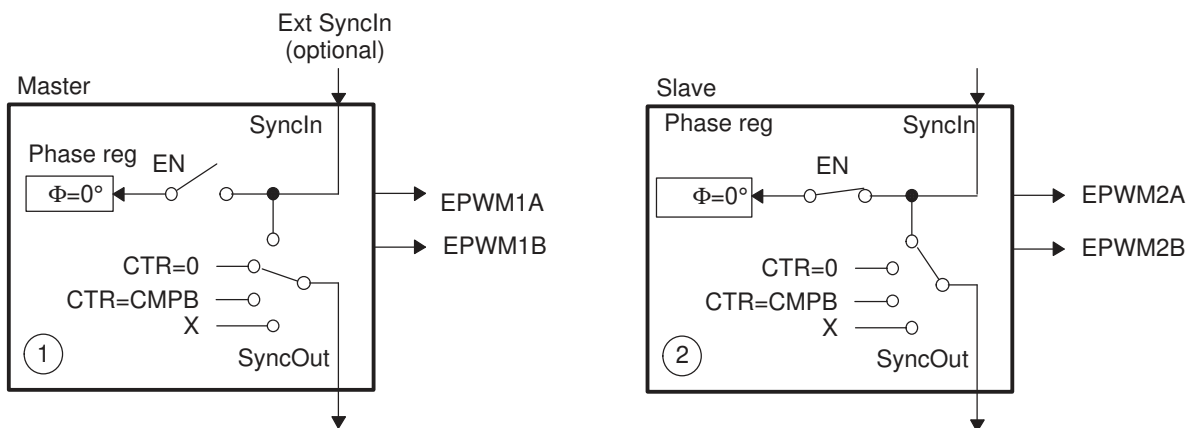 Ext SyncIn
(optional)
Master
SyncIn
Phase reg
EN
Φ=0°
EPWM1A
EPWM1B
CTR=0
CTR=CMPB
X
1
SyncOut
Slave
Phase reg
SyncIn
EN
Φ=0°
EPWM2A
EPWM2B
CTR=0
CTR=CMPB
X
2
SyncOut